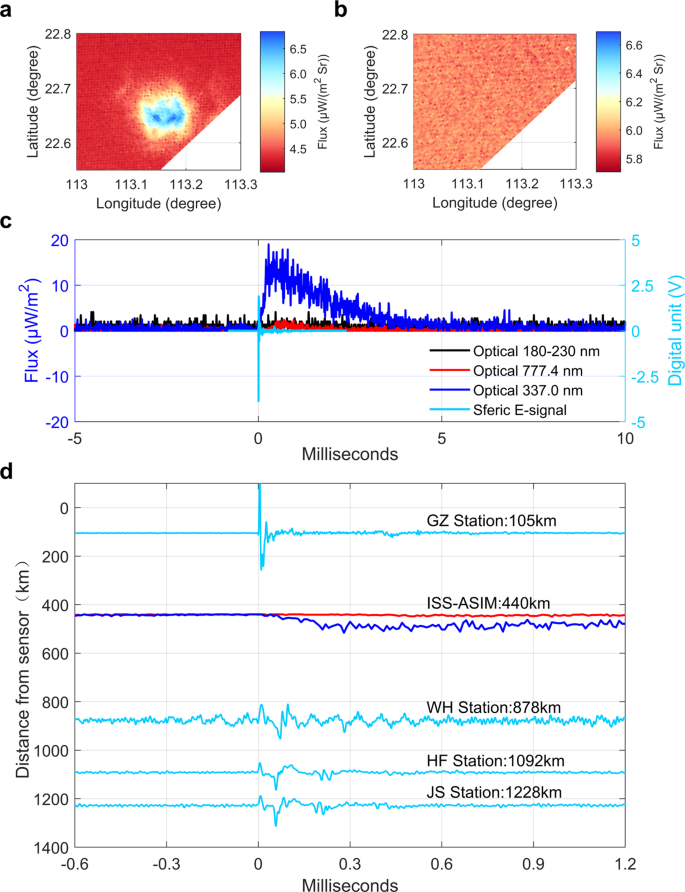 a
b
22.8
22.7
22.6
Latitude (degree)
113
113.1
113.2
113.3
Longitude (degree)
6.5
6.0
5.5
5.0
4.5
Flux (μW/(m² Sr))
22.8
22.7
22.6
Latitude (degree)
113
113.1
113.2
113.3
Longitude (degree)
6.6
6.4
6.2
6.0
5.8
Flux (μW/(m² Sr))
c
20
10
0
-10
-20
Flux (μW/m²)
5
2.5
0
-2.5
-5
Digital unit (V)
Optical 180-230 nm
Optical 777.4 nm
Optical 337.0 nm
Sferic E-signal
-5
0
5
10
Milliseconds
d
0
200
400
600
800
1000
1200
1400
Distance from sensor（km）
GZ Station:105km
ISS-ASIM:440km
WH Station:878km
HF Station:1092km
JS Station:1228km
-0.6
-0.3
0
0.3
0.6
0.9
1.2
Milliseconds